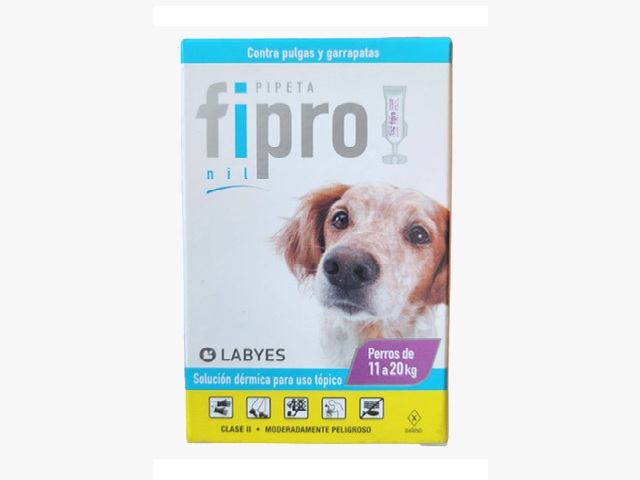 Contra pulgas y garrapatas
PIPETA
fipro
nil
LABYES
Perros de
11 a 20 kg
Solución dérmica para uso tópico
CLASE II • MODERADAMENTE PELIGROSO
X
DAÑINO